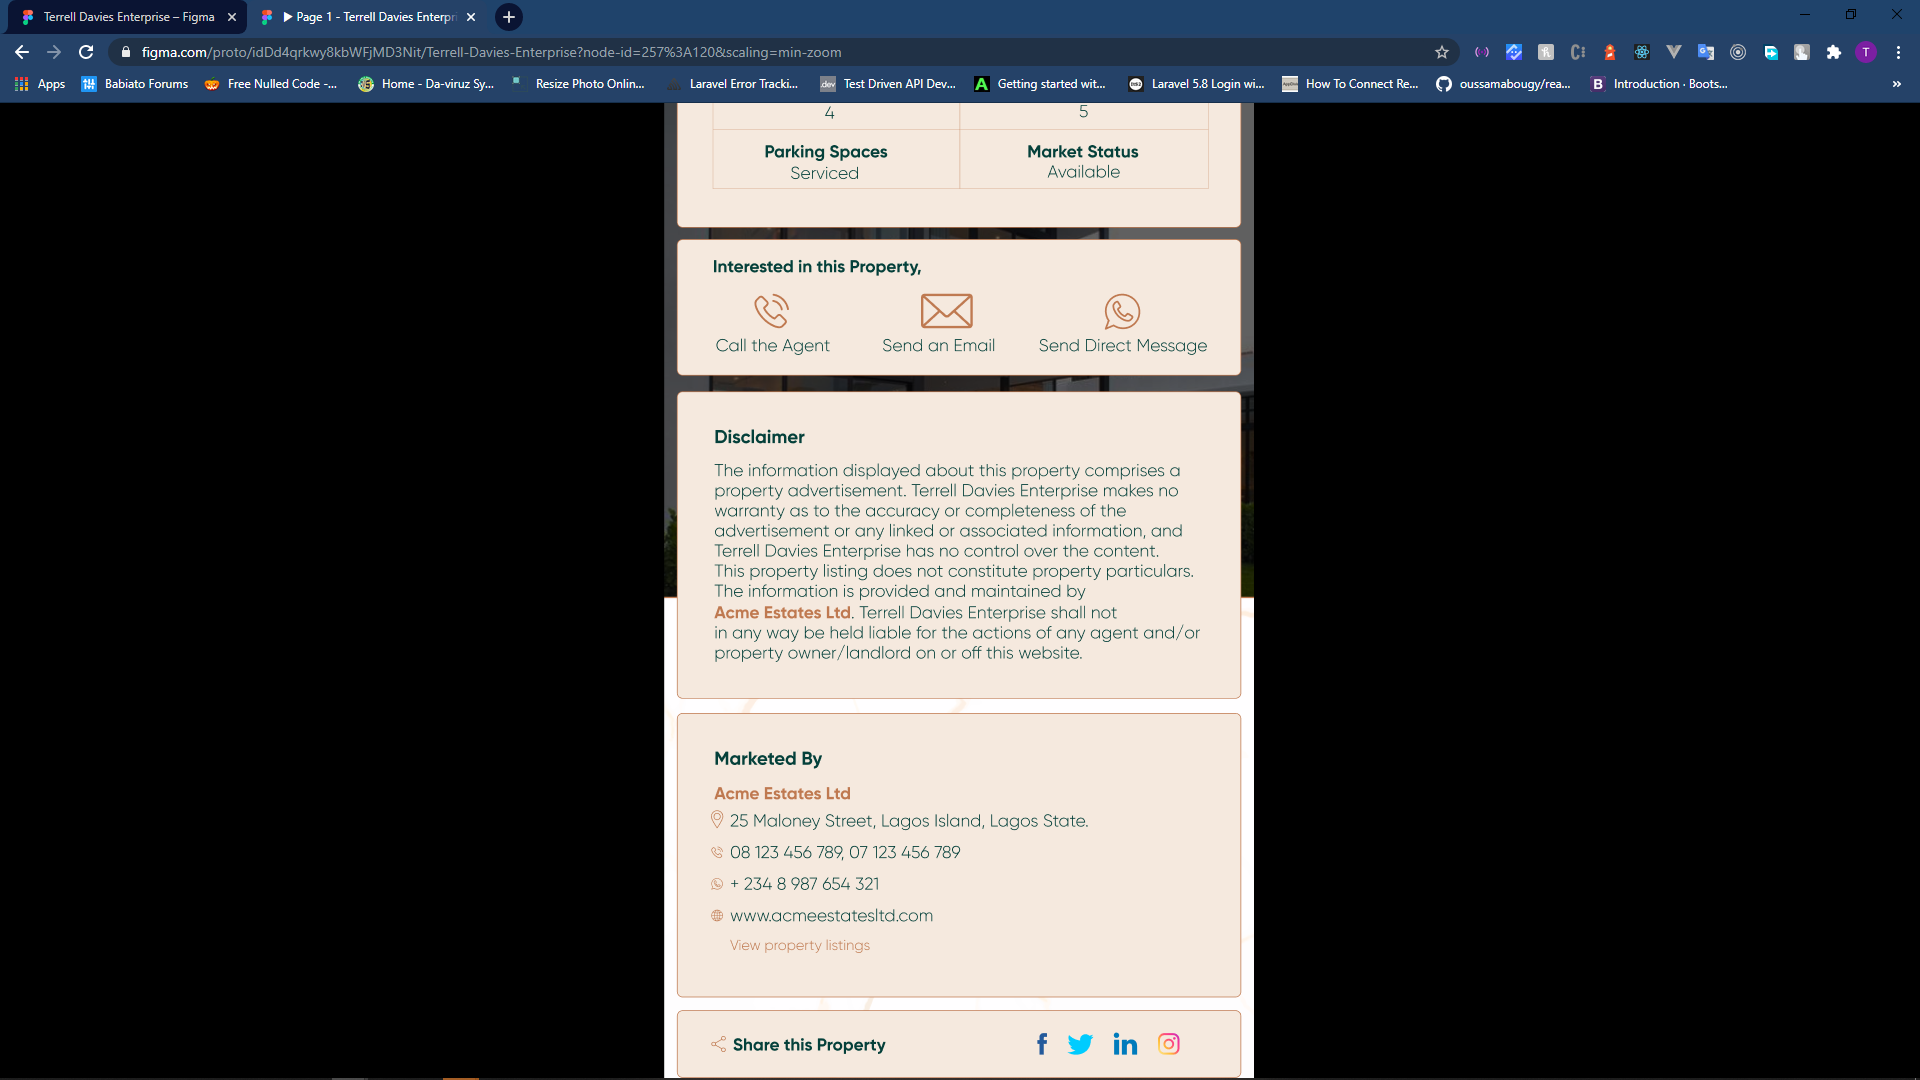 Terrell Davies Enterprise – Figma
Page 1 - Terrell Davies Enterpri
figma.com/proto/idDd4qrkwy8kbWFjMD3Nit/Terrell-Davies-Enterprise?node-id=257%3A120&scaling=min-zoom
T
Apps
Babiato Forums
Free Nulled Code -...
Home - Da-viruz Sy...
Resize Photo Onlin...
Laravel Error Tracki...
Test Driven API Dev...
Getting started wit...
Laravel 5.8 Login wi...
How To Connect Re...
oussamabougy/rea...
Introduction · Boots...
4
5
Parking Spaces
Serviced
Market Status
Available
Interested in this Property,
Call the Agent
Send an Email
Send Direct Message
Disclaimer
The information displayed about this property comprises a
property advertisement. Terrell Davies Enterprise makes no
warranty as to the accuracy or completeness of the
advertisement or any linked or associated information, and
Terrell Davies Enterprise has no control over the content.
This property listing does not constitute property particulars.
The information is provided and maintained by
Acme Estates Ltd. Terrell Davies Enterprise shall not
in any way be held liable for the actions of any agent and/or
property owner/landlord on or off this website.
Marketed By
Acme Estates Ltd
25 Maloney Street, Lagos Island, Lagos State.
08 123 456 789, 07 123 456 789
+ 234 8 987 654 321
www.acmeestatesltd.com
View property listings
Share this Property